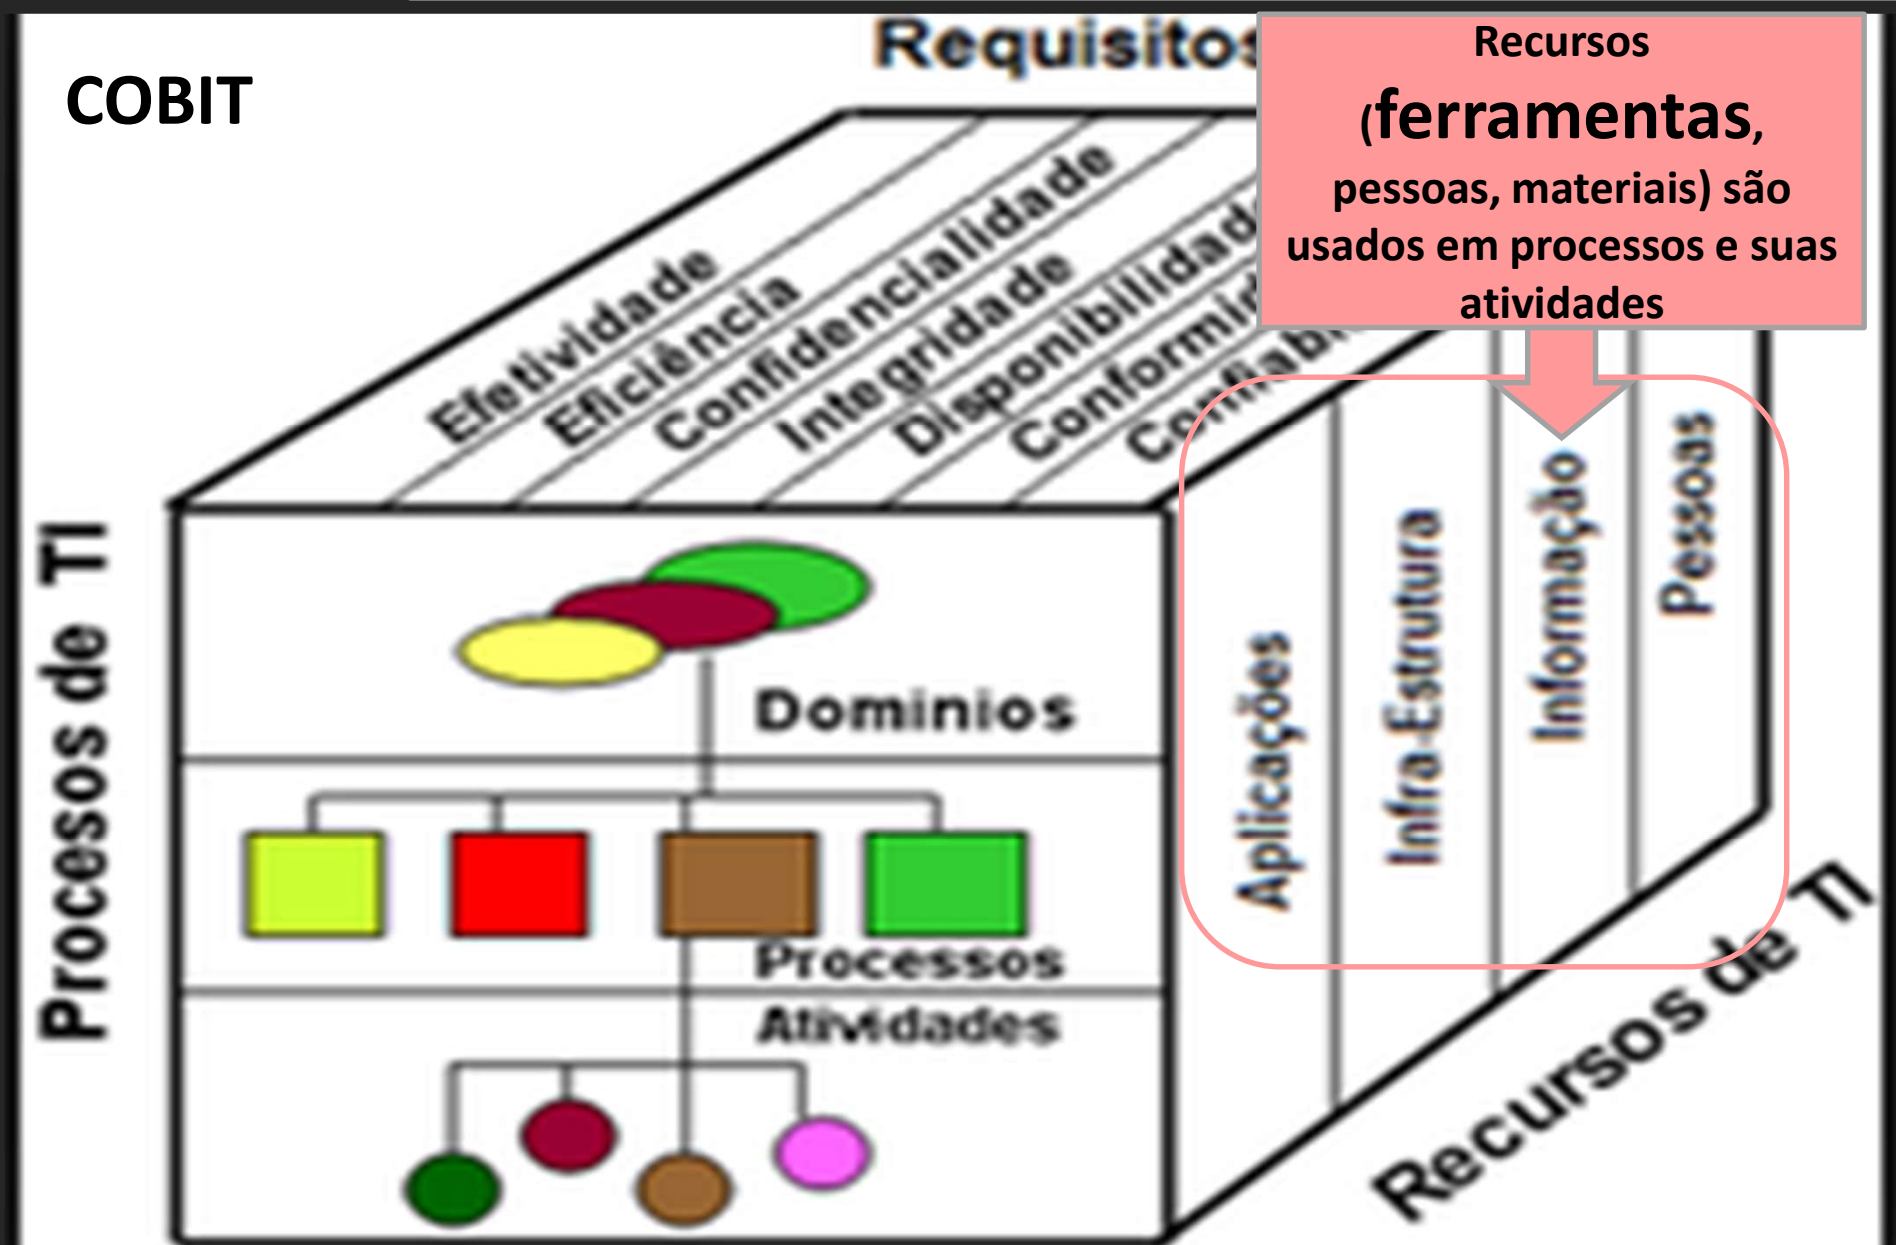 COBIT
Requisitos
Recursos
(ferramentas,
pessoas, materiais) são
usados em processos e suas
atividades
Efetividade
Eficiência
Confidencialidade
Integridade
Disponibilidade
Processos de TI
Dominios
Processos
Atividades
Aplicações
Infra-Estrutura
Informação
Pessoas
Recursos de TI